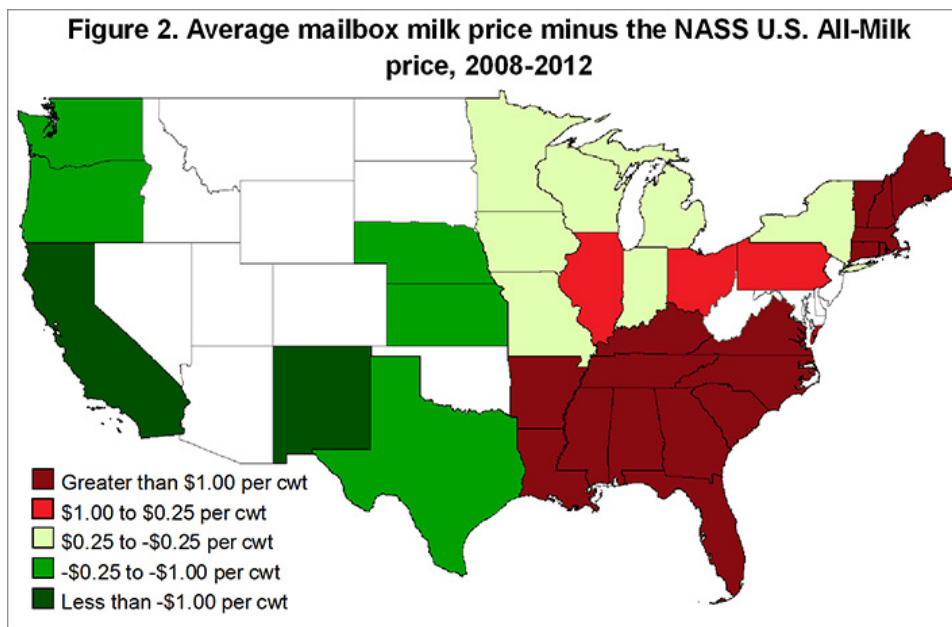 Figure 2. Average mailbox milk price minus the NASS U.S. All-Milk
price, 2008-2012
Greater than $1.00 per cwt
$1.00 to $0.25 per cwt
$0.25 to -$0.25 per cwt
-$0.25 to -$1.00 per cwt
Less than -$1.00 per cwt